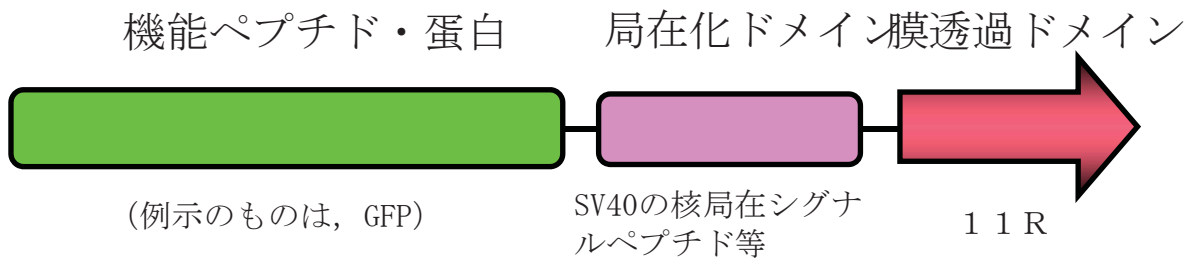 機能ペプチド・蛋白
局在化ドメイン
膜透過ドメイン
(例示のものは, GFP)
SV40の核局在シグナ
ルペプチド等
１１Ｒ